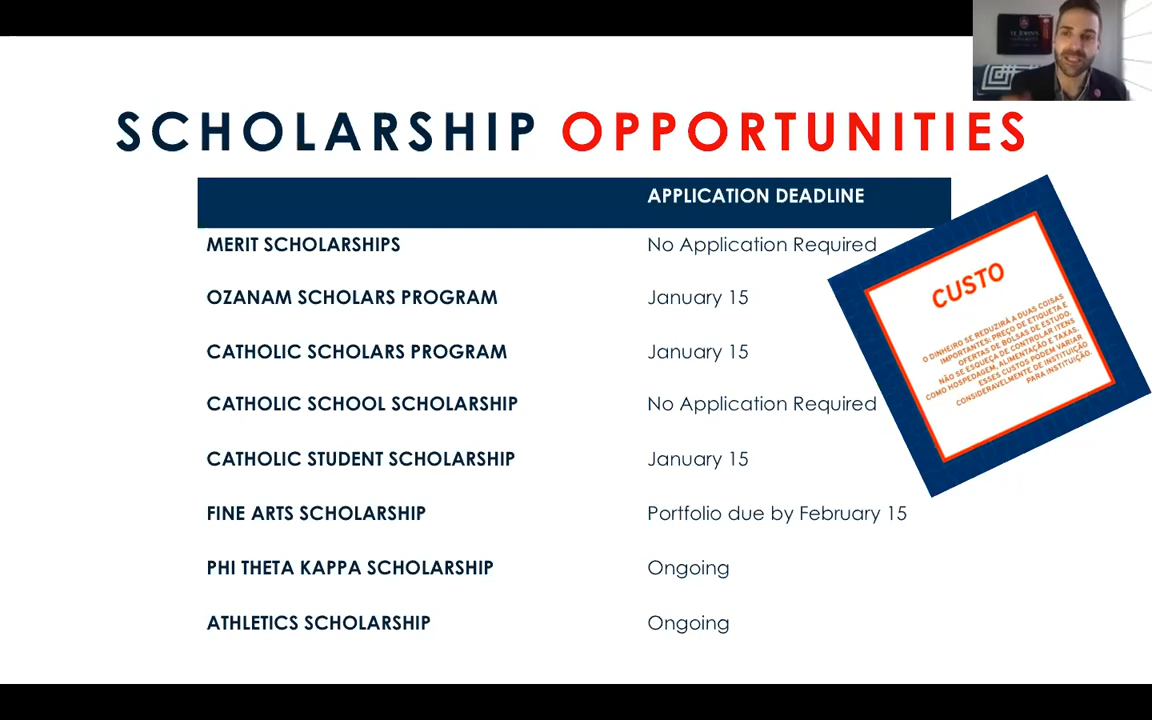 ST. JOHN'S
SCHOLARSHIP OPPORTUNITIES
APPLICATION DEADLINE
MERIT SCHOLARSHIPS No Application Required
OZANAM SCHOLARS PROGRAM January 15
CATHOLIC SCHOLARS PROGRAM January 15
CATHOLIC SCHOOL SCHOLARSHIP No Application Required
CATHOLIC STUDENT SCHOLARSHIP January 15
FINE ARTS SCHOLARSHIP Portfolio due by February 15
PHI THETA KAPPA SCHOLARSHIP Ongoing
ATHLETICS SCHOLARSHIP Ongoing
CUSTO
O DINHEIRO SE REDUZIRÁ A DUAS COISAS
IMPORTANTES: PREÇO DE ETIQUETA E
OFERTAS DE BOLSAS DE ESTUDO.
NÃO SE ESQUEÇA DE CONTROLAR ITENS
COMO HOSPEDAGEM, ALIMENTAÇÃO E TAXAS.
ESSES CUSTOS PODEM VARIAR
CONSIDERAVELMENTE DE INSTITUIÇÃO
PARA INSTITUIÇÃO.